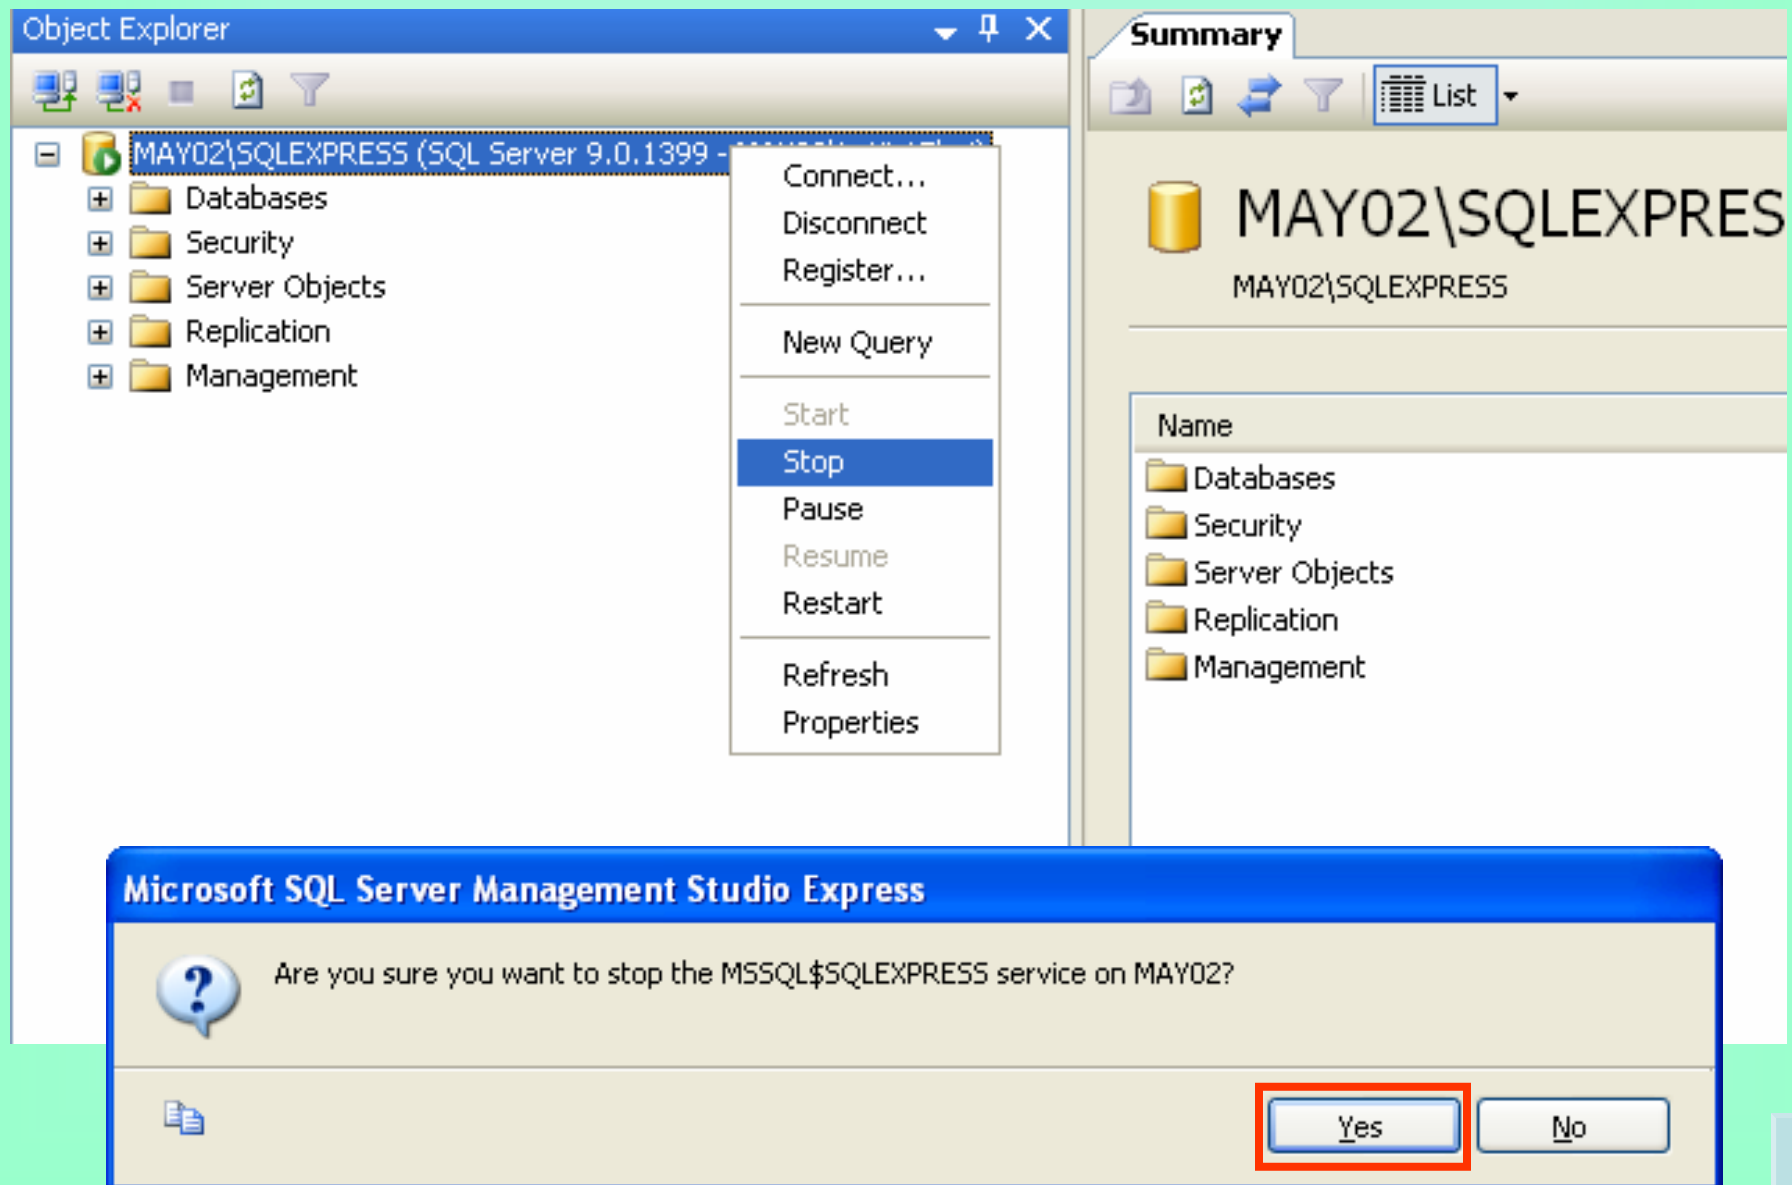 Object Explorer
MAY02\SQLEXPRESS (SQL Server 9.0.1399 -
Databases
Security
Server Objects
Replication
Management
Connect...
Disconnect
Register...
New Query
Start
Stop
Pause
Resume
Restart
Refresh
Properties
Summary
List
MAY02\SQLEXPRES
MAY02\SQLEXPRESS
Name
Databases
Security
Server Objects
Replication
Management
Microsoft SQL Server Management Studio Express
Are you sure you want to stop the MSSQL$SQLEXPRESS service on MAY02?
Yes
No